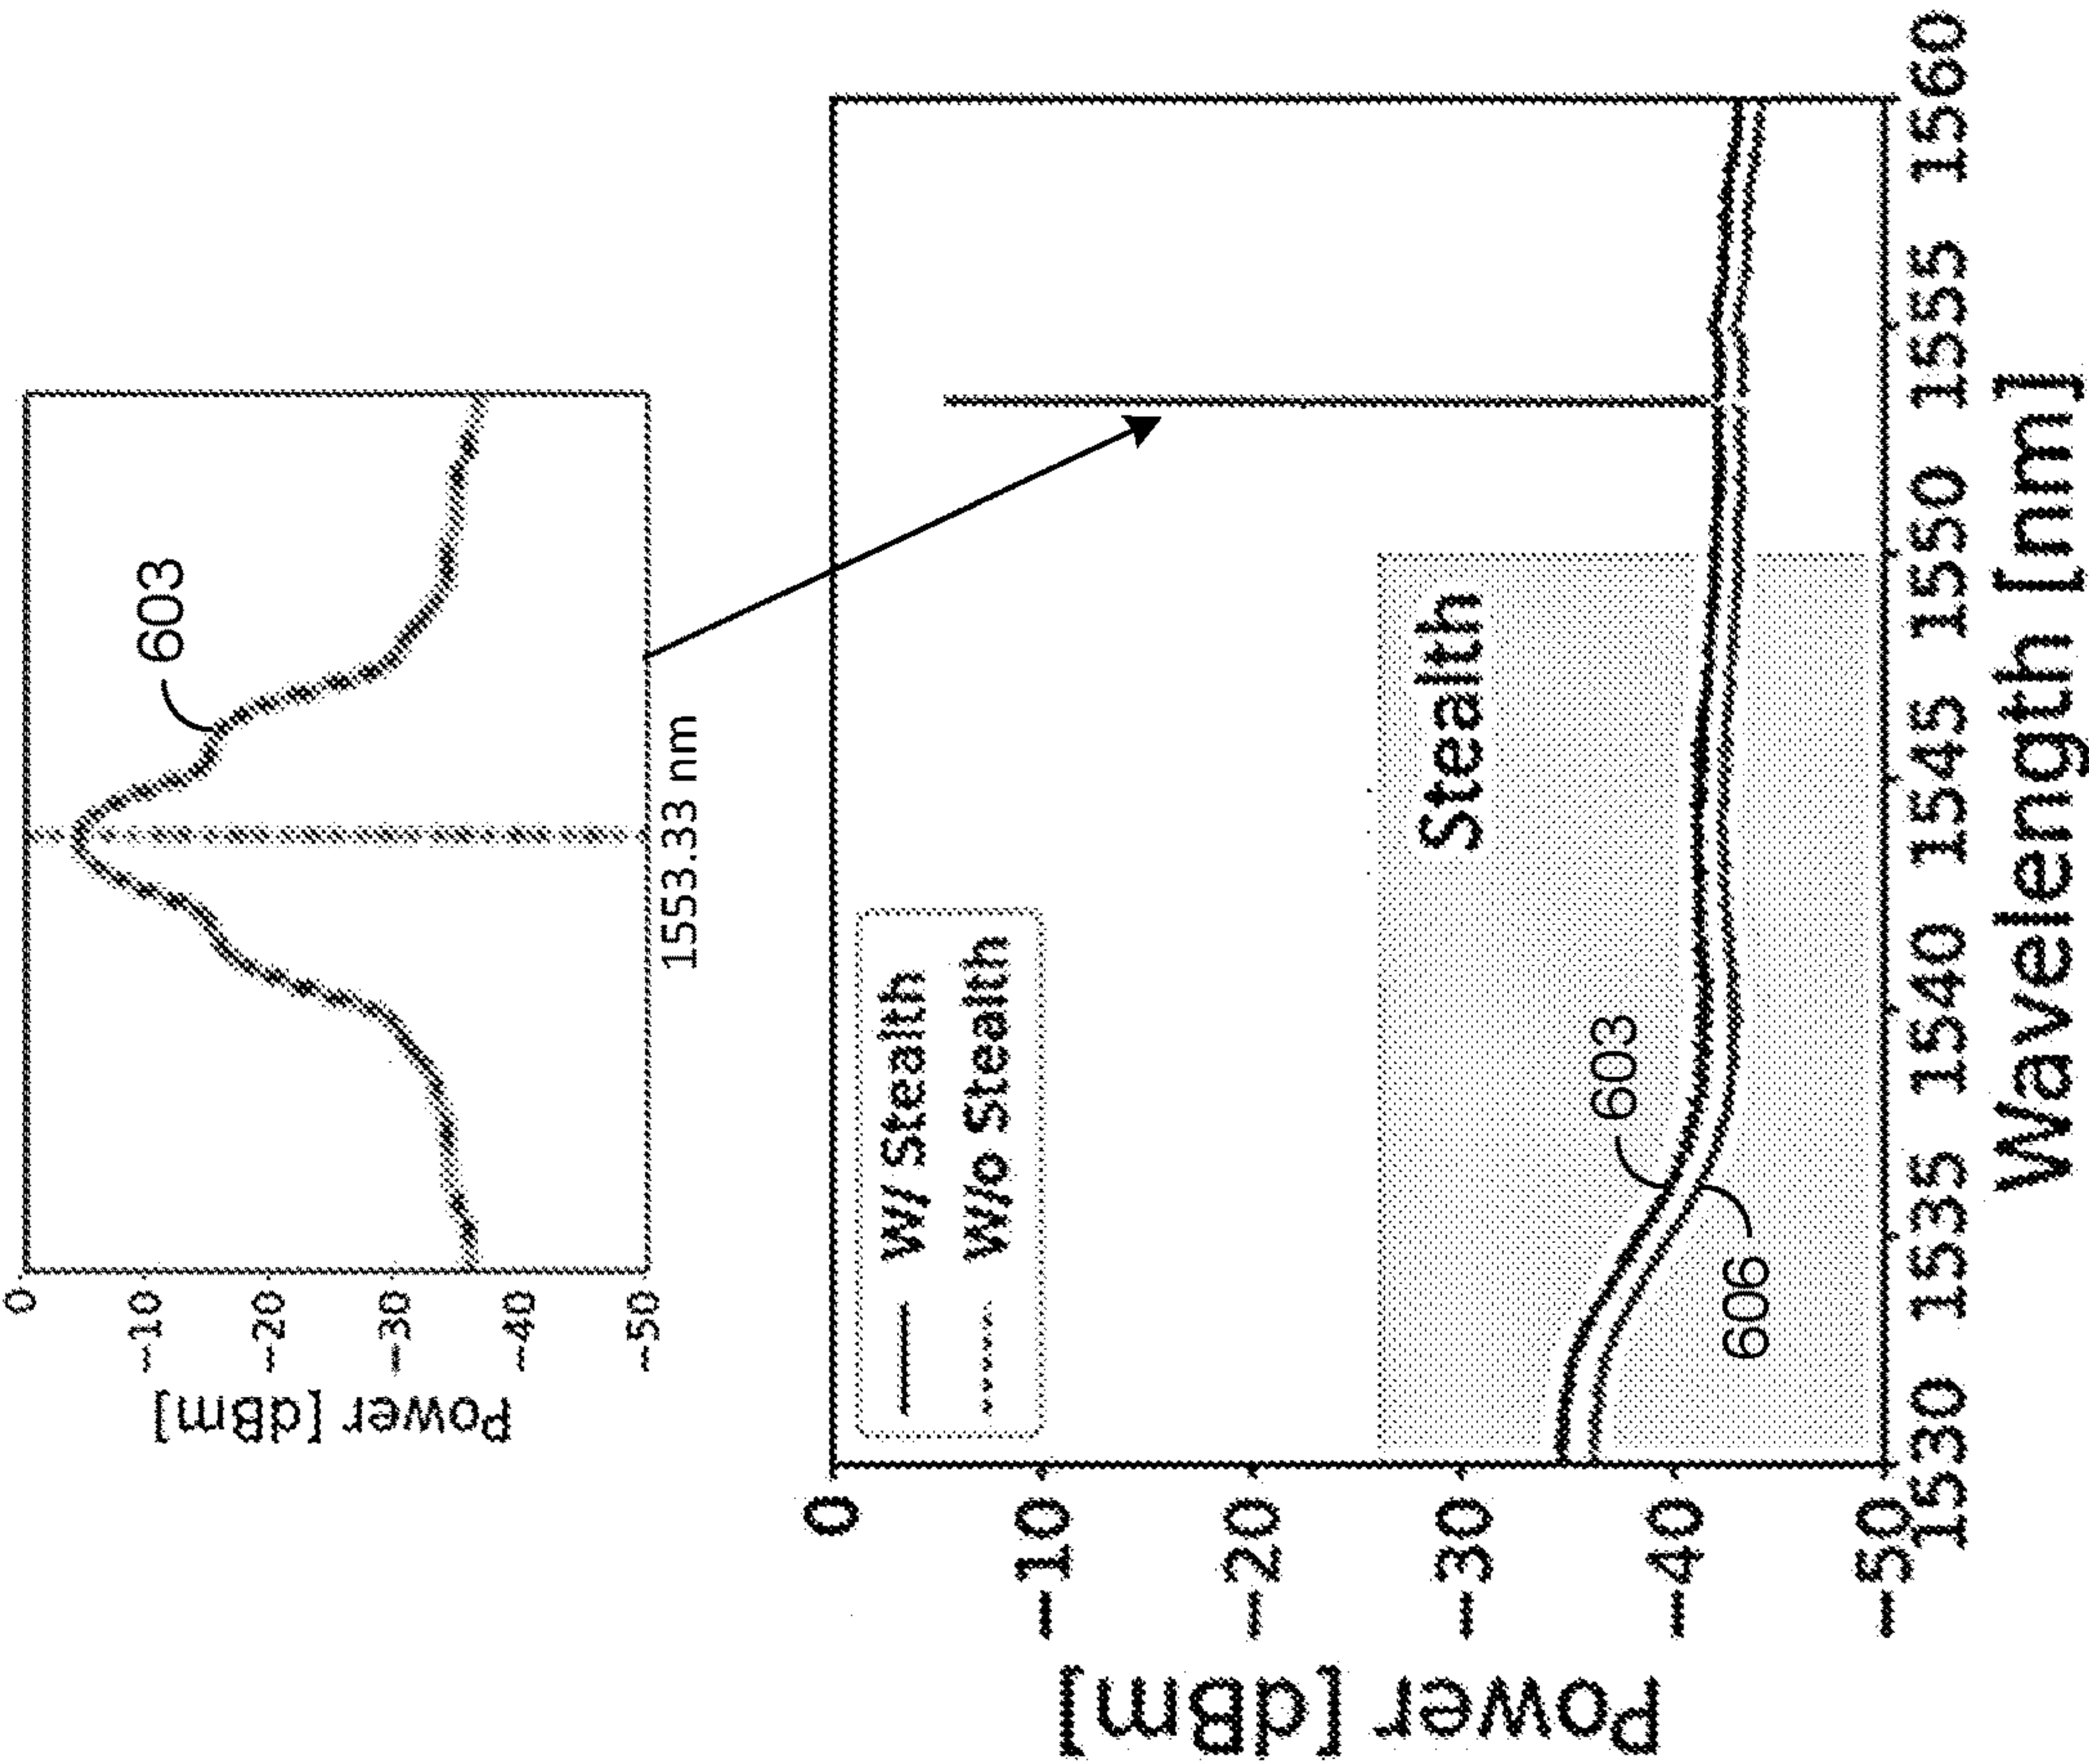 Power [dBm]
0
-10
-20
-30
-40
-50
603
1553.33 nm
Power [dBm]
0
-10
-20
-30
-40
-50
W/ Stealth
W/o Stealth
Stealth
603
606
1530 1535 1540 1545 1550 1555 1560
Wavelength [nm]